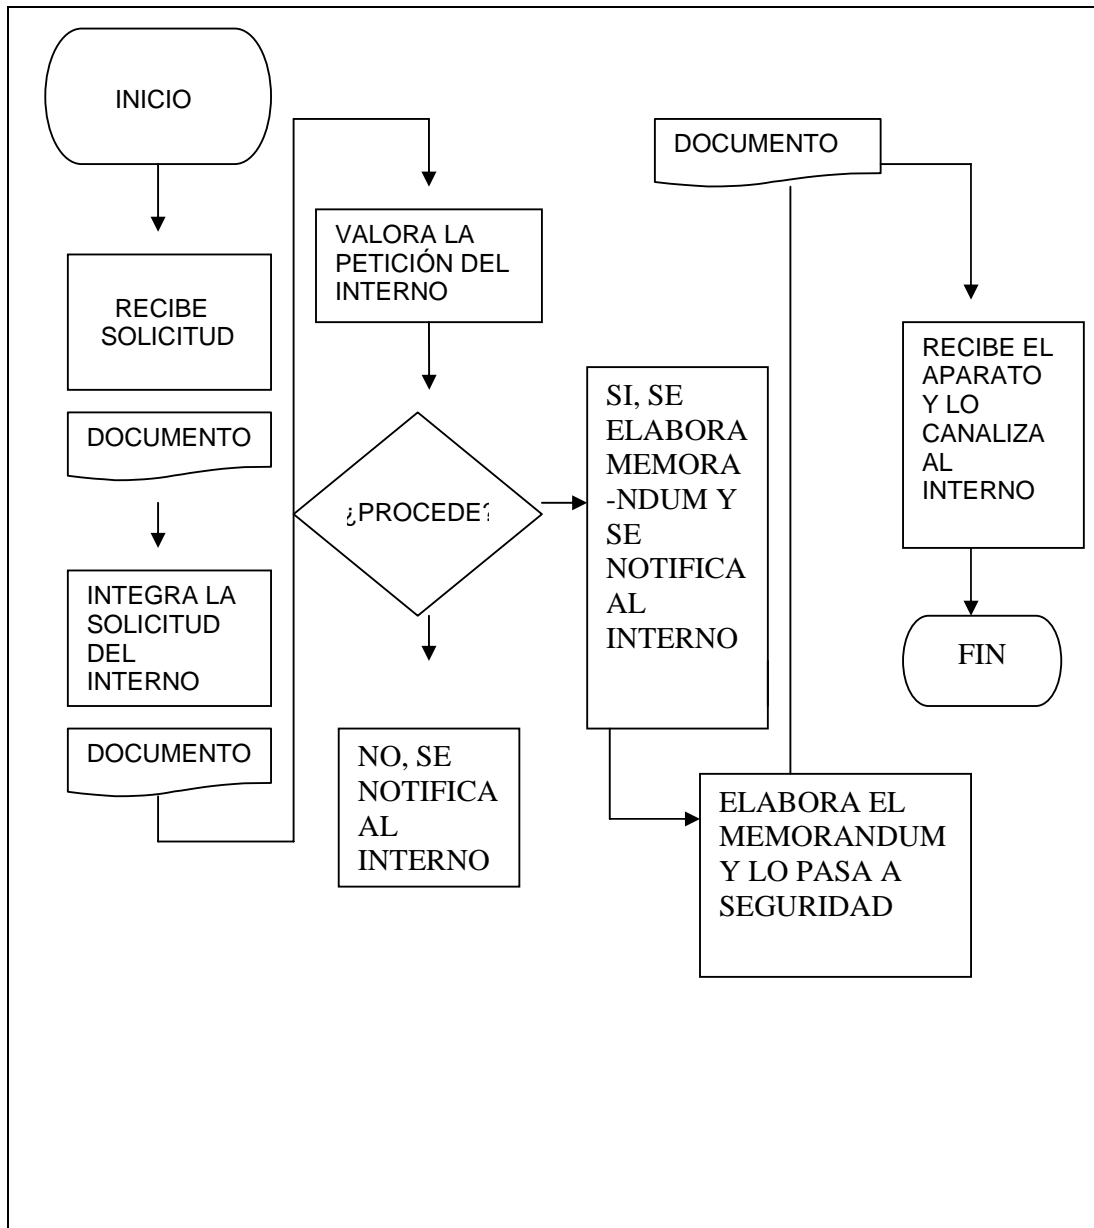 INICIO
RECIBE
SOLICITUD
DOCUMENTO
INTEGRA LA
SOLICITUD
DEL
INTERNO
DOCUMENTO
VALORA LA
PETICIÓN DEL
INTERNO
¿PROCEDE?
NO, SE
NOTIFICA
AL
INTERNO
SI, SE
ELABORA
MEMORA
-NDUM Y
SE
NOTIFICA
AL
INTERNO
ELABORA EL
MEMORANDUM
Y LO PASA A
SEGURIDAD
DOCUMENTO
RECIBE EL
APARATO
Y LO
CANALIZA
AL
INTERNO
FIN